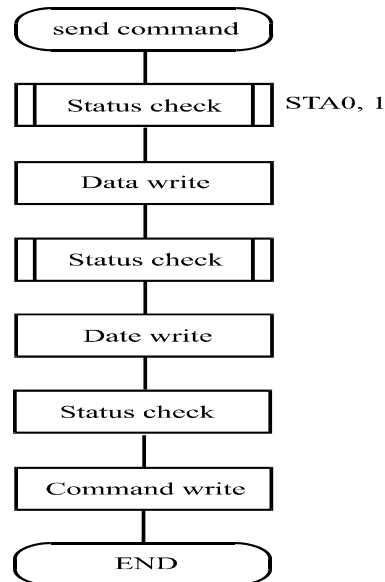 send command
Status check STA0, 1
Data write
Status check
Date write
Status check
Command write
END